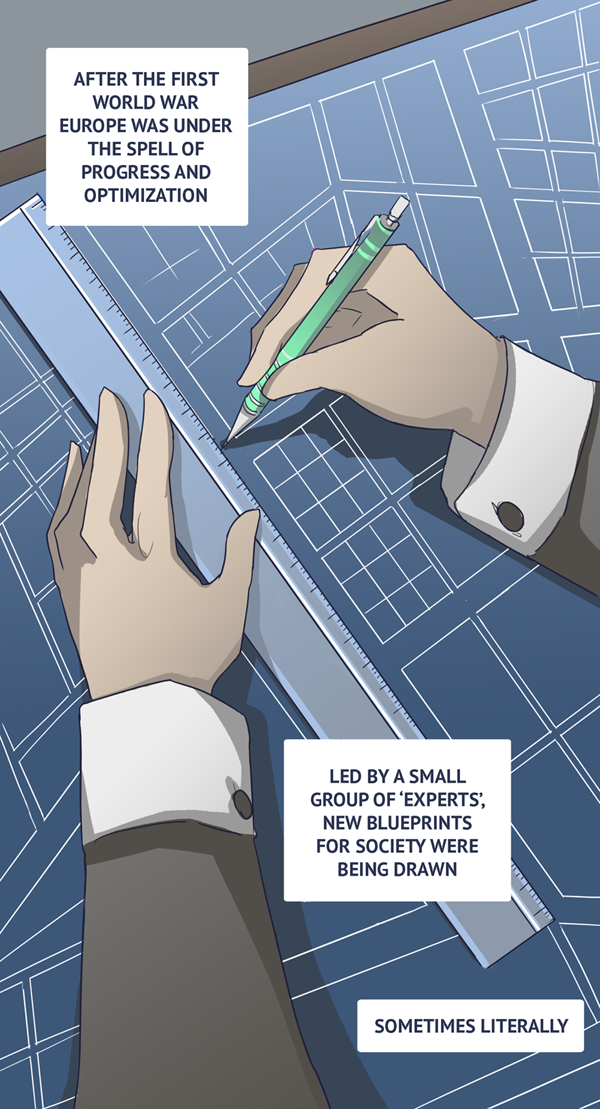 AFTER THE FIRST
WORLD WAR
EUROPE WAS UNDER
THE SPELL OF
PROGRESS AND
OPTIMIZATION
LED BY A SMALL
GROUP OF ‘EXPERTS’,
NEW BLUEPRINTS
FOR SOCIETY WERE
BEING DRAWN
SOMETIMES LITERALLY